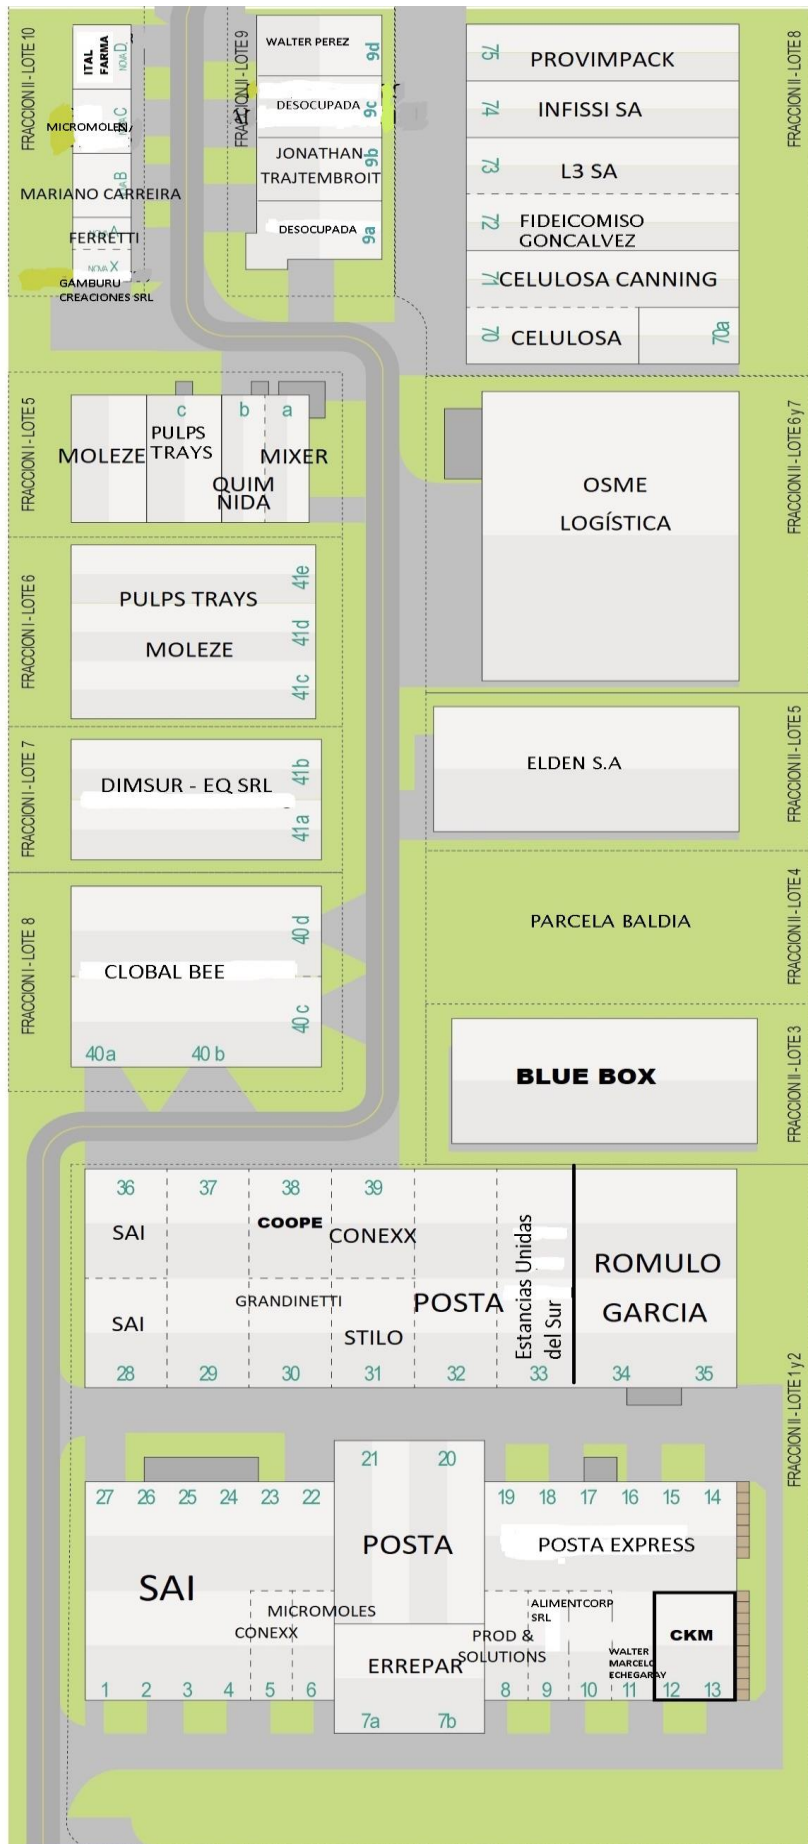 FRACCION II - LOTE 10
ITAL
FARMA
NOVA D
C
MICROMOLEN
B
MARIANO CARREIRA
NOVA A
FERRETTI
NOVA X
GAMBURU
CREACIONES SRL
FRACCION II - LOTE 9
WALTER PEREZ
9d
DESOCUPADA
9c
JONATHAN
TRAJTEMBROIT
9b
DESOCUPADA
9a
FRACCION II - LOTE 8
75
PROVIMPACK
74
INFISSI SA
73
L3 SA
72
FIDEICOMISO
GONCALVEZ
71
CELULOSA CANNING
70
CELULOSA
70a
FRACCION I - LOTE 5
MOLEZE
c
PULPS
TRAYS
b
QUIM
NIDA
a
MIXER
FRACCION II - LOTE 6 y 7
OSME
LOGÍSTICA
FRACCION I - LOTE 6
PULPS TRAYS
MOLEZE
41e
41d
41c
FRACCION II - LOTE 5
ELDEN S.A
FRACCION I - LOTE 7
DIMSUR - EQ SRL
41b
41a
FRACCION II - LOTE 4
PARCELA BALDIA
FRACCION I - LOTE 8
CLOBAL BEE
40 d
40 c
40a
40 b
FRACCION II - LOTE 3
BLUE BOX
36
37
38
39
SAI
COOPE
CONEXX
SAI
GRANDINETTI
STILO
POSTA
Estancias Unidas
del Sur
ROMULO
GARCIA
28
29
30
31
32
33
34
35
FRACCION II - LOTE 1 y 2
21
20
27
26
25
24
23
22
19
18
17
16
15
14
POSTA
POSTA EXPRESS
SAI
MICROMOLES
CONEXX
ERREPAR
PROD &
SOLUTIONS
ALIMENTCORP
SRL
WALTER
MARCELO
ECHEGARAY
CKM
1
2
3
4
5
6
7a
7b
8
9
10
11
12
13